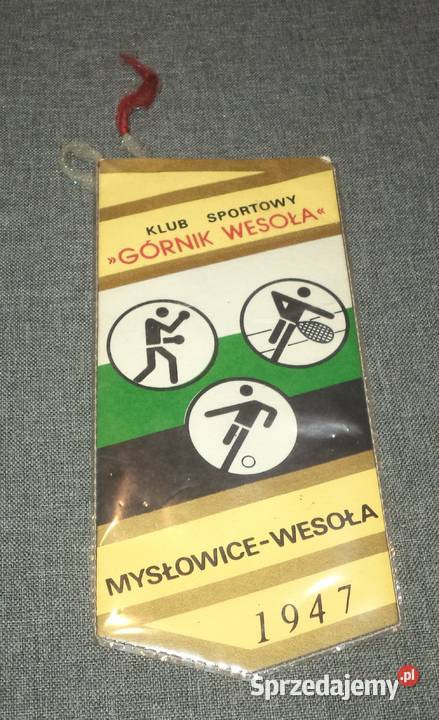 KLUB SPORTOWY
»GÓRNIK WESOŁA«
MYSŁOWICE-WESOŁA
1947
Sprzedajemy.pl